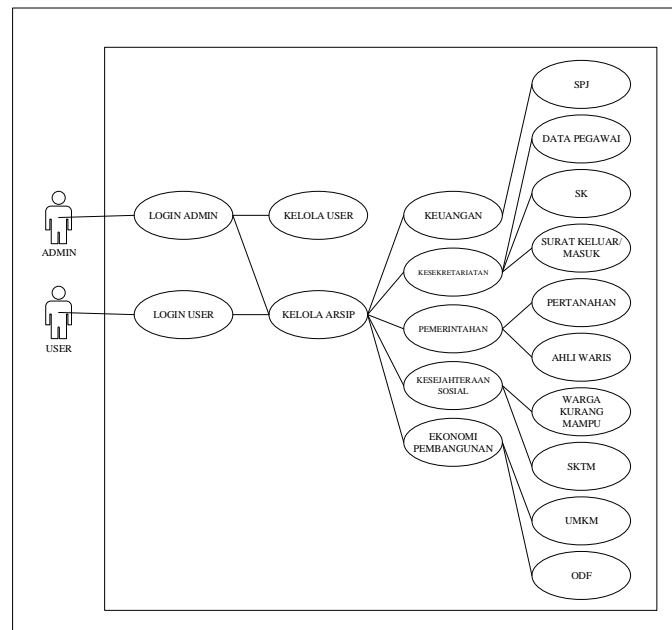 ADMIN
USER
LOGIN ADMIN
LOGIN USER
KELOLA USER
KELOLA ARSIP
KEUANGAN
KESEKRETARIATAN
PEMERINTAHAN
KESEJAHTERAAN
SOSIAL
EKONOMI
PEMBANGUNAN
SPJ
DATA PEGAWAI
SK
SURAT KELUAR/
MASUK
PERTANAHAN
AHLI WARIS
WARGA
KURANG
MAMPU
SKTM
UMKM
ODF